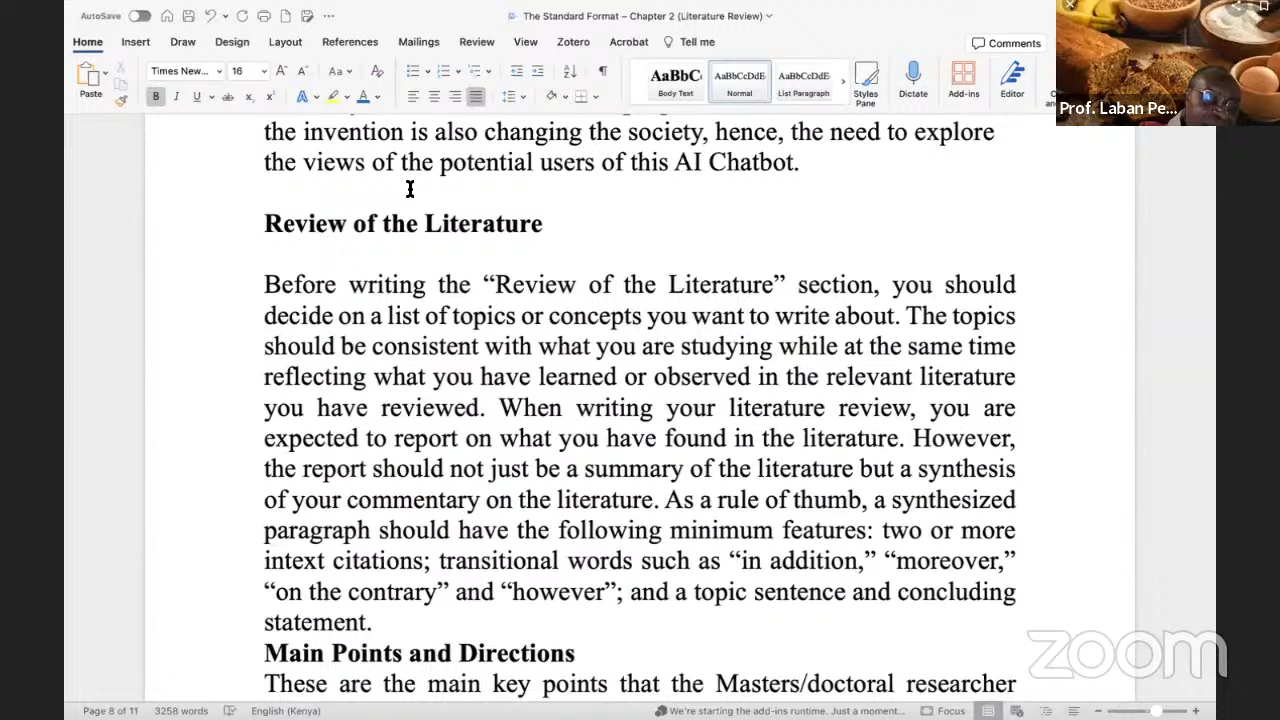 AutoSave
The Standard Format – Chapter 2 (Literature Review)
Home Insert Draw Design Layout References Mailings Review View Zotero Acrobat Tell me
Comments
Paste
Times New... 16
Aa
B I U ab x
A A
AaBbC AaBbCcDdE AaBbCcDdE
Body Text Normal List Paragraph
Styles Pane
Dictate
Add-ins
Editor
Prof. Laban Pe...
the invention is also changing the society, hence, the need to explore
the views of the potential users of this AI Chatbot.
Review of the Literature
Before writing the “Review of the Literature” section, you should
decide on a list of topics or concepts you want to write about. The topics
should be consistent with what you are studying while at the same time
reflecting what you have learned or observed in the relevant literature
you have reviewed. When writing your literature review, you are
expected to report on what you have found in the literature. However,
the report should not just be a summary of the literature but a synthesis
of your commentary on the literature. As a rule of thumb, a synthesized
paragraph should have the following minimum features: two or more
intext citations; transitional words such as “in addition,” “moreover,”
“on the contrary” and “however”; and a topic sentence and concluding
statement.
Main Points and Directions
These are the main key points that the Masters/doctoral researcher
zoom
Page 8 of 11 3258 words English (Kenya) We're starting the add-ins runtime. Just a moment... Focus